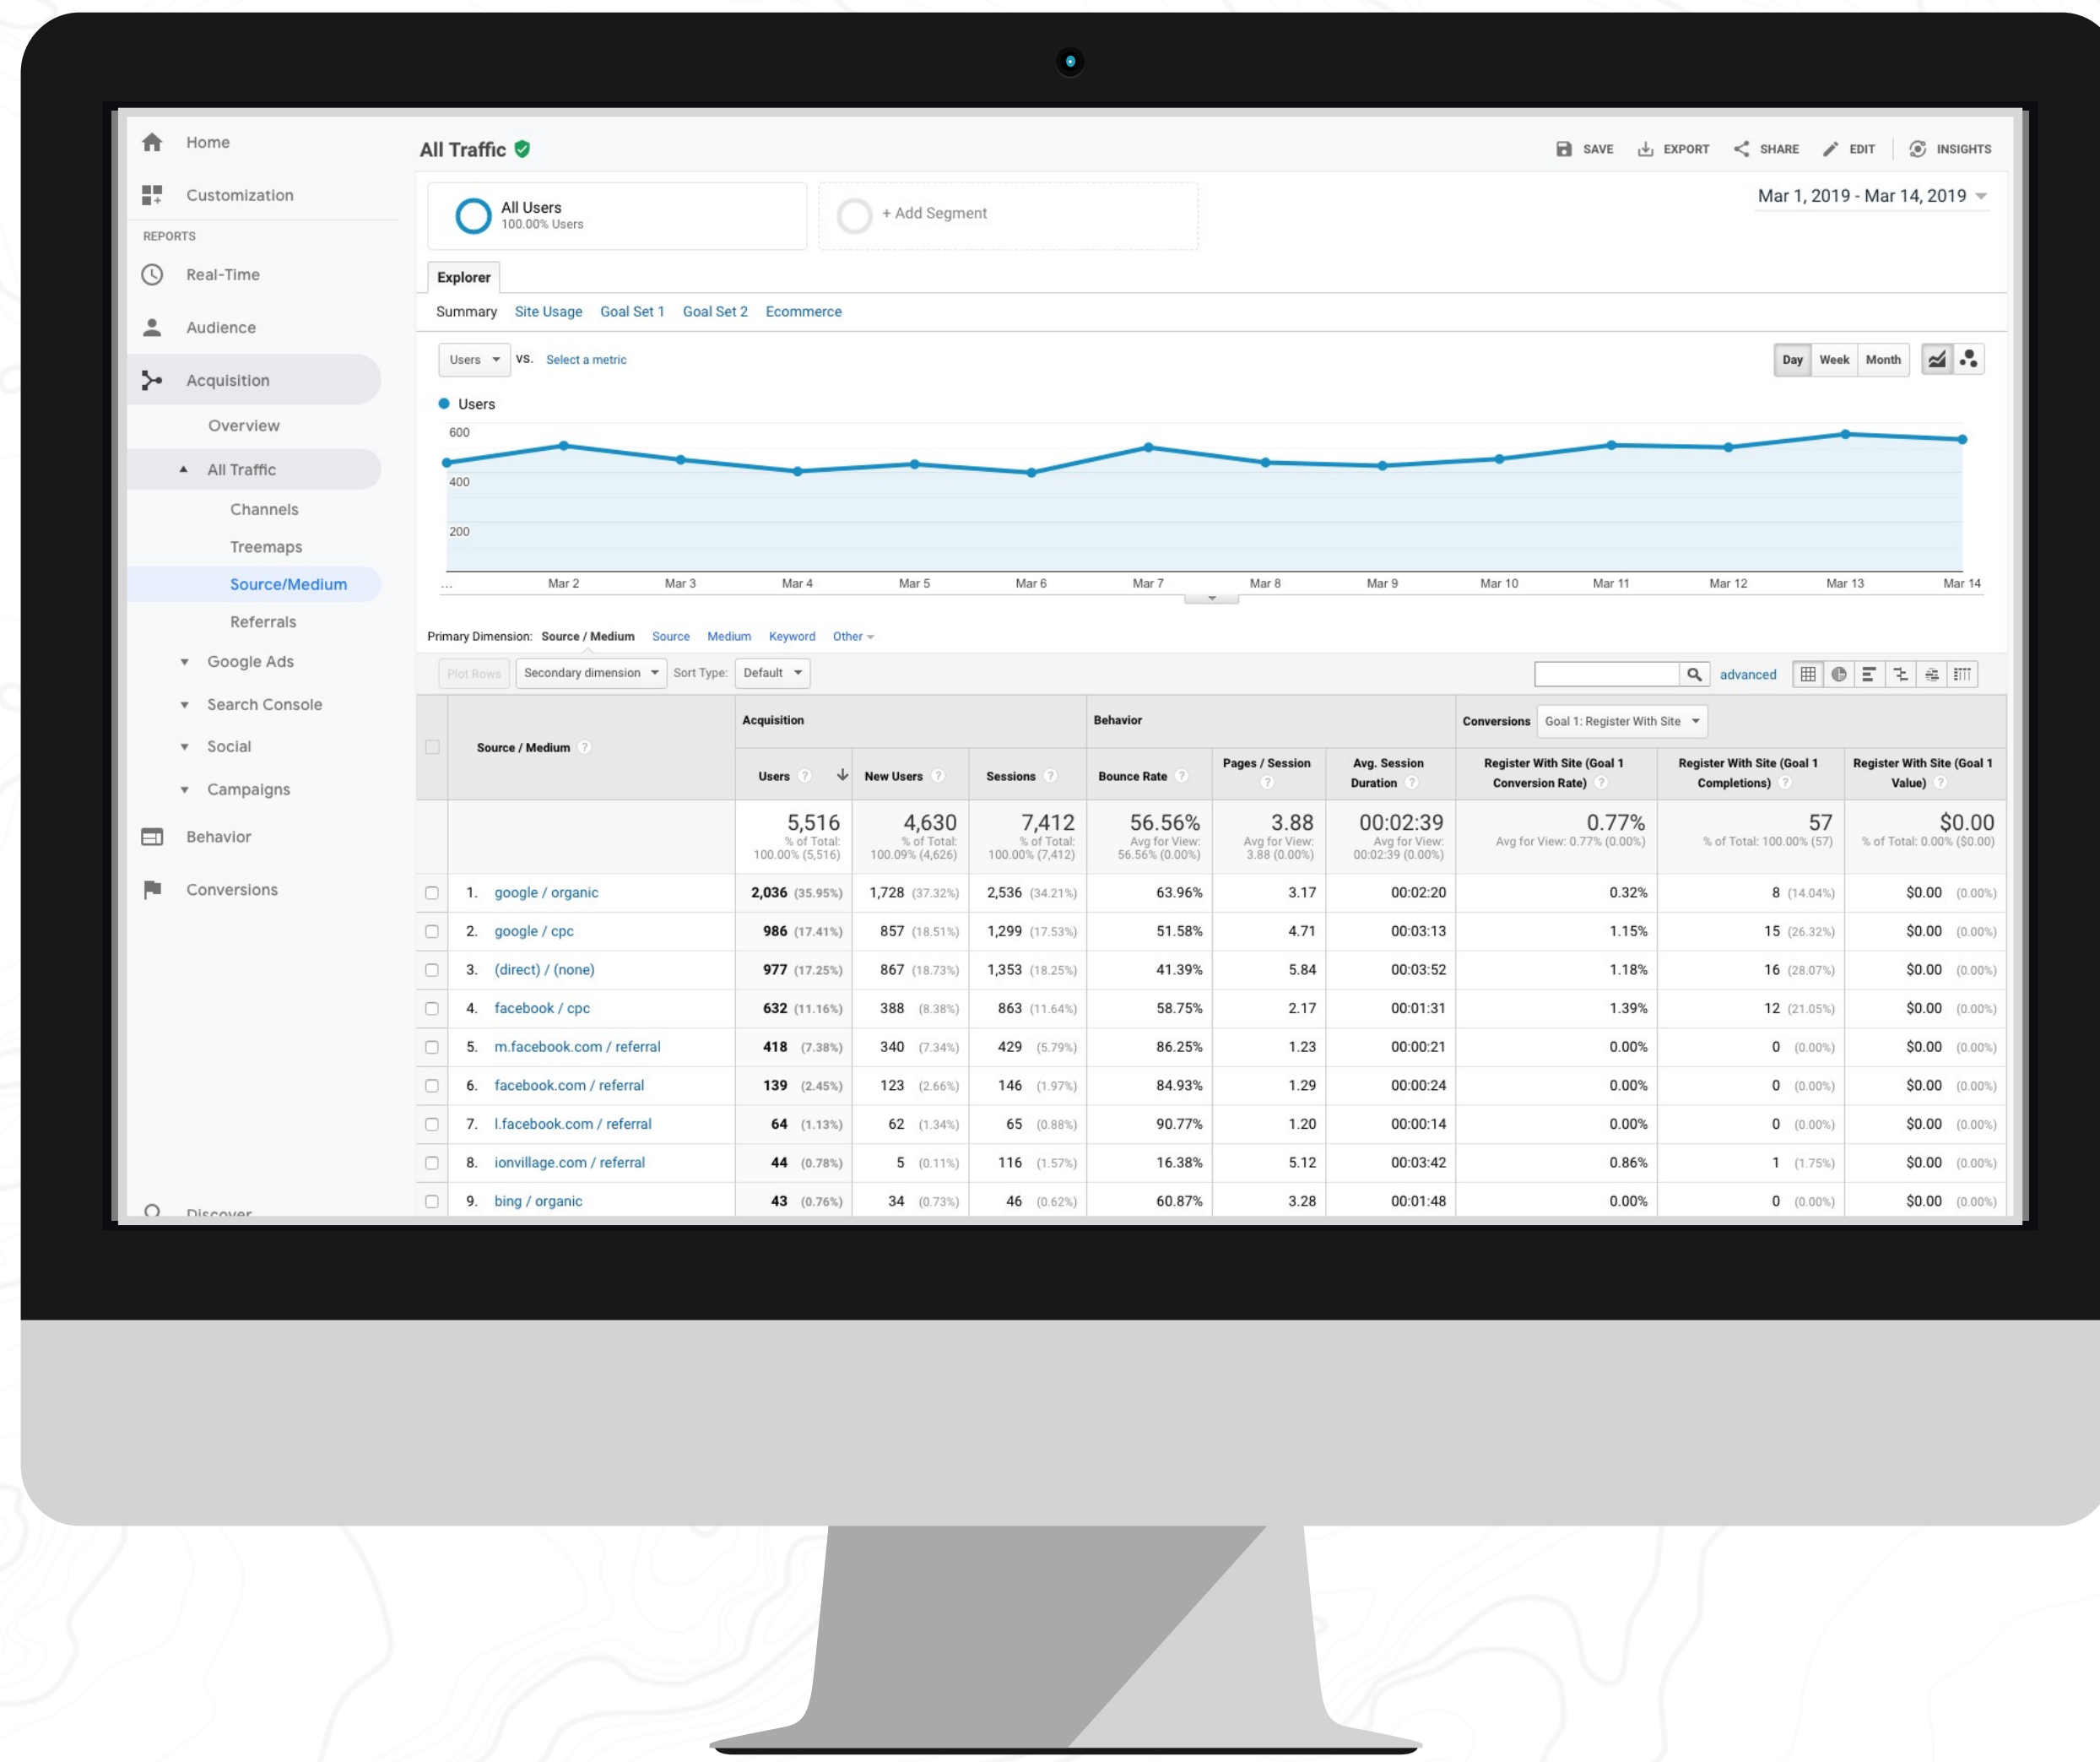 Home
Customization
REPORTS
Real-Time
Audience
Acquisition
Overview
All Traffic
Channels
Treemaps
Source/Medium
Referrals
Google Ads
Search Console
Social
Campaigns
Behavior
Conversions
Discover
All Traffic
SAVE EXPORT SHARE EDIT INSIGHTS
All Users
100.00% Users
+ Add Segment
Mar 1, 2019 - Mar 14, 2019
Explorer
Summary Site Usage Goal Set 1 Goal Set 2 Ecommerce
Users VS. Select a metric
Day Week Month
Users
600
400
200
... Mar 2 Mar 3 Mar 4 Mar 5 Mar 6 Mar 7 Mar 8 Mar 9 Mar 10 Mar 11 Mar 12 Mar 13 Mar 14
Primary Dimension: Source / Medium Source Medium Keyword Other
Plot Rows Secondary dimension Sort Type: Default advanced
Acquisition Behavior Conversions Goal 1: Register With Site
Source / Medium ?
Users ? New Users ? Sessions ? Bounce Rate ? Pages / Session ? Avg. Session Duration ? Register With Site (Goal 1 Conversion Rate) ? Register With Site (Goal 1 Completions) ? Register With Site (Goal 1 Value) ?
5,516 4,630 7,412 56.56% 3.88 00:02:39 0.77% 57 $0.00
% of Total: % of Total: % of Total: Avg for View: Avg for View: Avg for View: Avg for View: 0.77% (0.00%) % of Total: 100.00% (57) % of Total: 0.00% ($0.00)
100.00% (5,516) 100.09% (4,626) 100.00% (7,412) 56.56% (0.00%) 3.88 (0.00%) 00:02:39 (0.00%)
1. google / organic 2,036 (35.95%) 1,728 (37.32%) 2,536 (34.21%) 63.96% 3.17 00:02:20 0.32% 8 (14.04%) $0.00 (0.00%)
2. google / cpc 986 (17.41%) 857 (18.51%) 1,299 (17.53%) 51.58% 4.71 00:03:13 1.15% 15 (26.32%) $0.00 (0.00%)
3. (direct) / (none) 977 (17.25%) 867 (18.73%) 1,353 (18.25%) 41.39% 5.84 00:03:52 1.18% 16 (28.07%) $0.00 (0.00%)
4. facebook / cpc 632 (11.16%) 388 (8.38%) 863 (11.64%) 58.75% 2.17 00:01:31 1.39% 12 (21.05%) $0.00 (0.00%)
5. m.facebook.com / referral 418 (7.38%) 340 (7.34%) 429 (5.79%) 86.25% 1.23 00:00:21 0.00% 0 (0.00%) $0.00 (0.00%)
6. facebook.com / referral 139 (2.45%) 123 (2.66%) 146 (1.97%) 84.93% 1.29 00:00:24 0.00% 0 (0.00%) $0.00 (0.00%)
7. l.facebook.com / referral 64 (1.13%) 62 (1.34%) 65 (0.88%) 90.77% 1.20 00:00:14 0.00% 0 (0.00%) $0.00 (0.00%)
8. ionvillage.com / referral 44 (0.78%) 5 (0.11%) 116 (1.57%) 16.38% 5.12 00:03:42 0.86% 1 (1.75%) $0.00 (0.00%)
9. bing / organic 43 (0.76%) 34 (0.73%) 46 (0.62%) 60.87% 3.28 00:01:48 0.00% 0 (0.00%) $0.00 (0.00%)